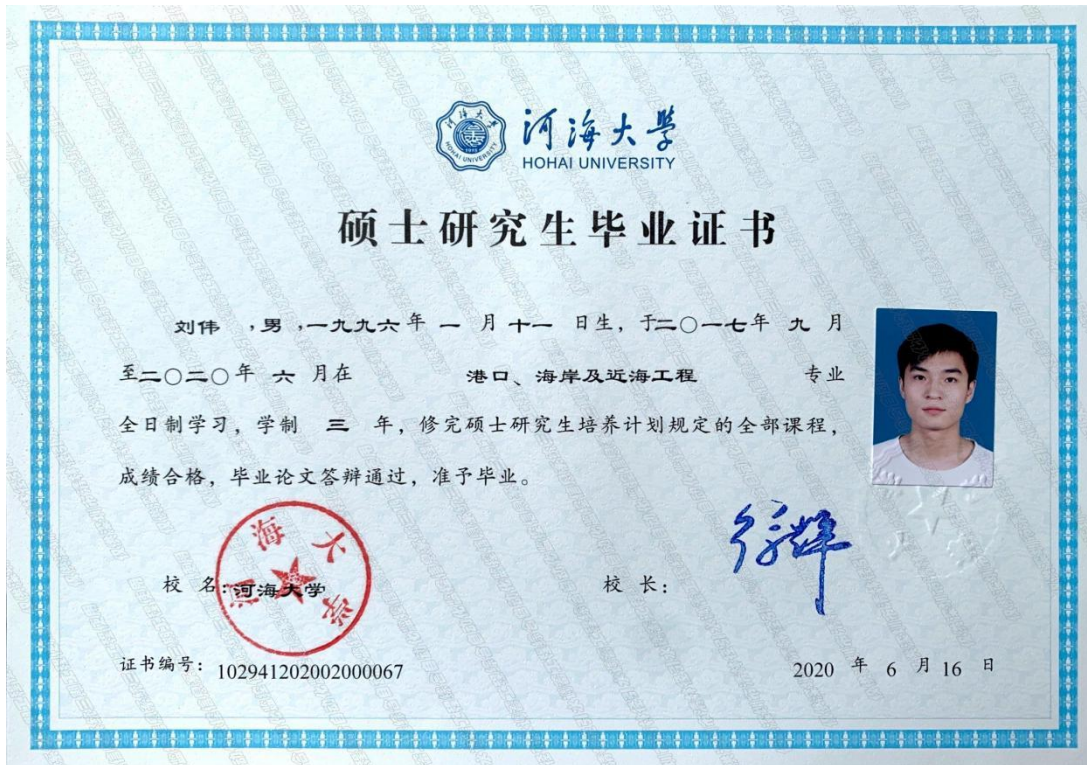 河海大学
HOHAI UNIVERSITY
硕士研究生毕业证书
刘伟 ，男，一九九六年 一 月 十一 日生，于二〇一七年 九 月
至二〇二〇年 六 月在 港口、海岸及近海工程 专业
全日制学习，学制 三 年，修完硕士研究生培养计划规定的全部课程，
成绩合格，毕业论文答辩通过，准予毕业。
河海大学
校 名：河海大学 校 长：
证书编号：102941202002000067 2020 年 6 月 16 日